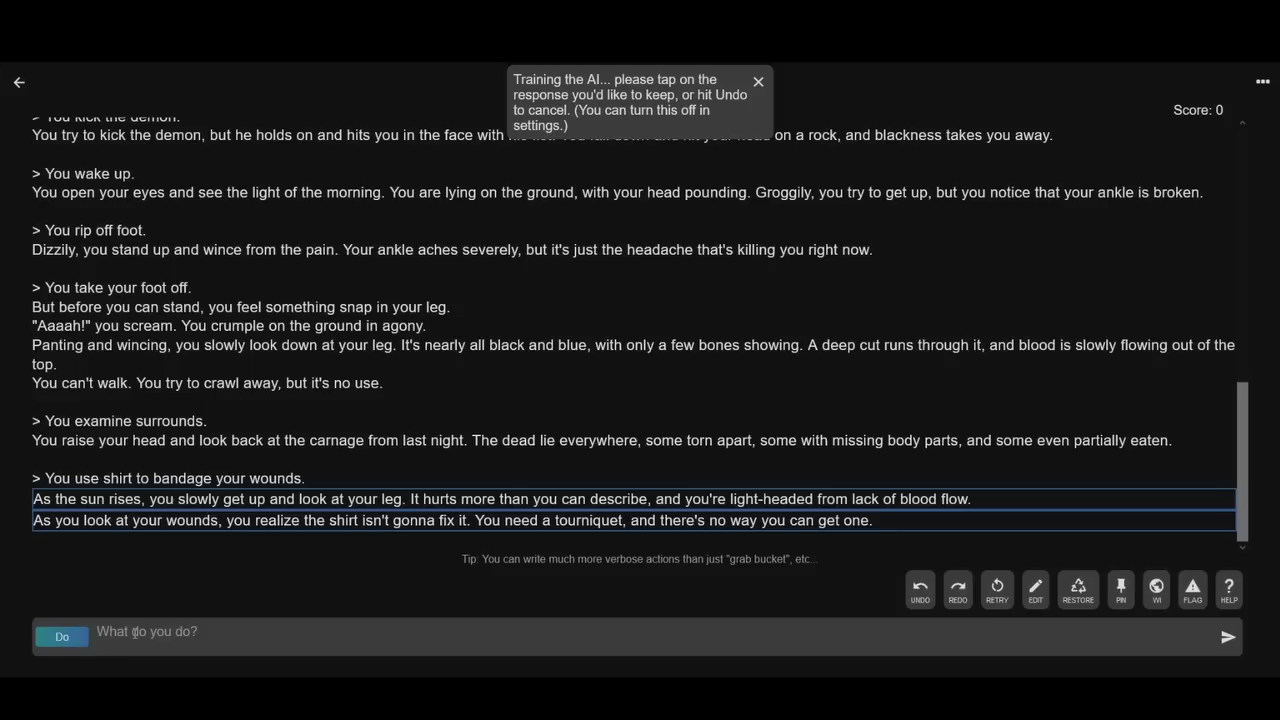 Training the AI... please tap on the
response you'd like to keep, or hit Undo
to cancel. (You can turn this off in
settings.)
Score: 0
> You kick the demon.
You try to kick the demon, but he holds on and hits you in the face with his on a rock, and blackness takes you away.
> You wake up.
You open your eyes and see the light of the morning. You are lying on the ground, with your head pounding. Groggily, you try to get up, but you notice that your ankle is broken.
> You rip off foot.
Dizzily, you stand up and wince from the pain. Your ankle aches severely, but it's just the headache that's killing you right now.
> You take your foot off.
But before you can stand, you feel something snap in your leg.
"Aaaah!" you scream. You crumple on the ground in agony.
Panting and wincing, you slowly look down at your leg. It's nearly all black and blue, with only a few bones showing. A deep cut runs through it, and blood is slowly flowing out of the
top.
You can't walk. You try to crawl away, but it's no use.
> You examine surrounds.
You raise your head and look back at the carnage from last night. The dead lie everywhere, some torn apart, some with missing body parts, and some even partially eaten.
> You use shirt to bandage your wounds.
As the sun rises, you slowly get up and look at your leg. It hurts more than you can describe, and you're light-headed from lack of blood flow.
As you look at your wounds, you realize the shirt isn't gonna fix it. You need a tourniquet, and there's no way you can get one.
Tip: You can write much more verbose actions than just "grab bucket", etc...
UNDO REDO RETRY EDIT RESTORE PIN WI FLAG HELP
Do What do you do?